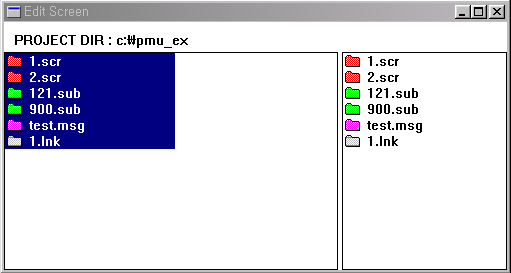 Edit Screen
PROJECT DIR : c:₩pmu_ex
1.scr
2.scr
121.sub
900.sub
test.msg
1.lnk
1.scr
2.scr
121.sub
900.sub
test.msg
1.lnk